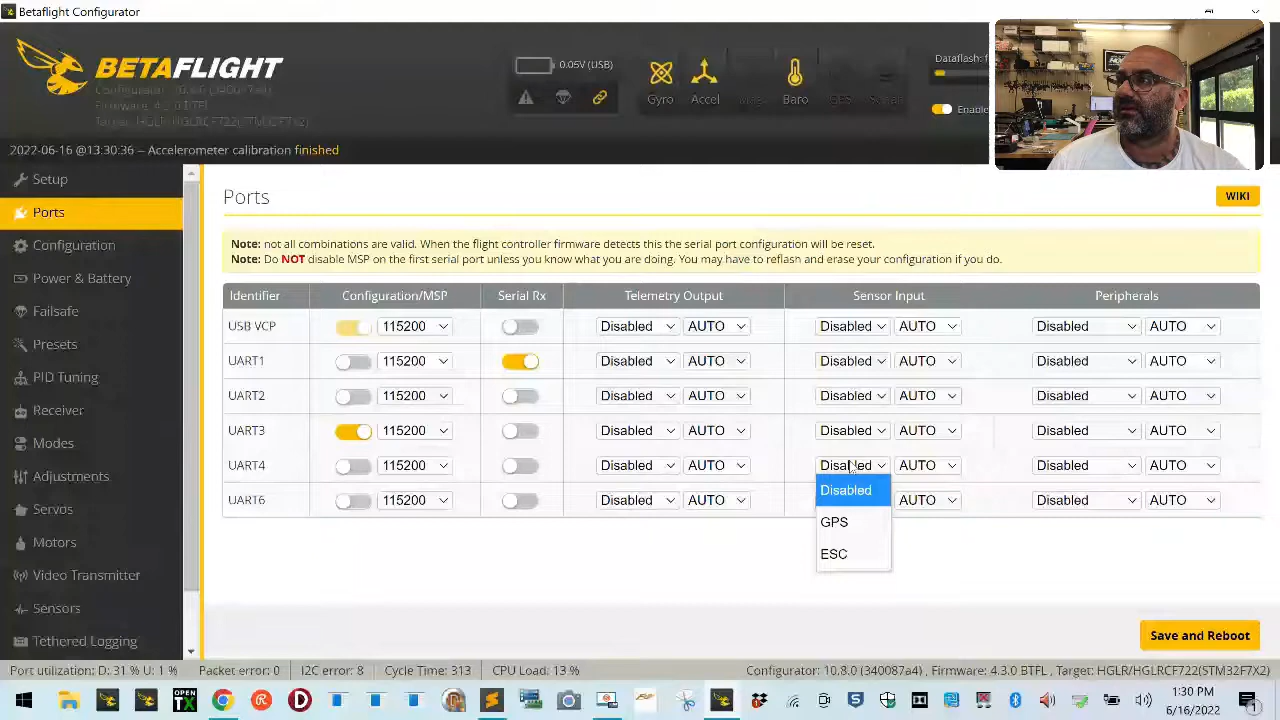 Betaflight Configurator
BETAFLIGHT
0.05V (USB)
Gyro Accel Baro
Dataflash: f
Enable
2022-06-16 @13:30:36 – Accelerometer calibration finished
Setup
Ports
Configuration
Power & Battery
Failsafe
Presets
PID Tuning
Receiver
Modes
Adjustments
Servos
Motors
Video Transmitter
Sensors
Tethered Logging
Ports
WIKI
Note: not all combinations are valid. When the flight controller firmware detects this the serial port configuration will be reset.
Note: Do NOT disable MSP on the first serial port unless you know what you are doing. You may have to reflash and erase your configuration if you do.
Identifier Configuration/MSP Serial Rx Telemetry Output Sensor Input Peripherals
USB VCP 115200 Disabled AUTO Disabled AUTO Disabled AUTO
UART1 115200 Disabled AUTO Disabled AUTO Disabled AUTO
UART2 115200 Disabled AUTO Disabled AUTO Disabled AUTO
UART3 115200 Disabled AUTO Disabled AUTO Disabled AUTO
UART4 115200 Disabled AUTO Disabled AUTO Disabled AUTO
UART6 115200 Disabled AUTO AUTO Disabled AUTO
Disabled
GPS
ESC
Save and Reboot
Port utilization: D: 31 % U: 1 % Packet error: 0 I2C error: 8 Cycle Time: 313 CPU Load: 13 % Configurator: 10.8.0 (340087a4), Firmware: 4.3.0 BTFL, Target: HGLR/HGLRCF722(STM32F7X2)
OPEN
TX
1:30 PM
6/16/2022